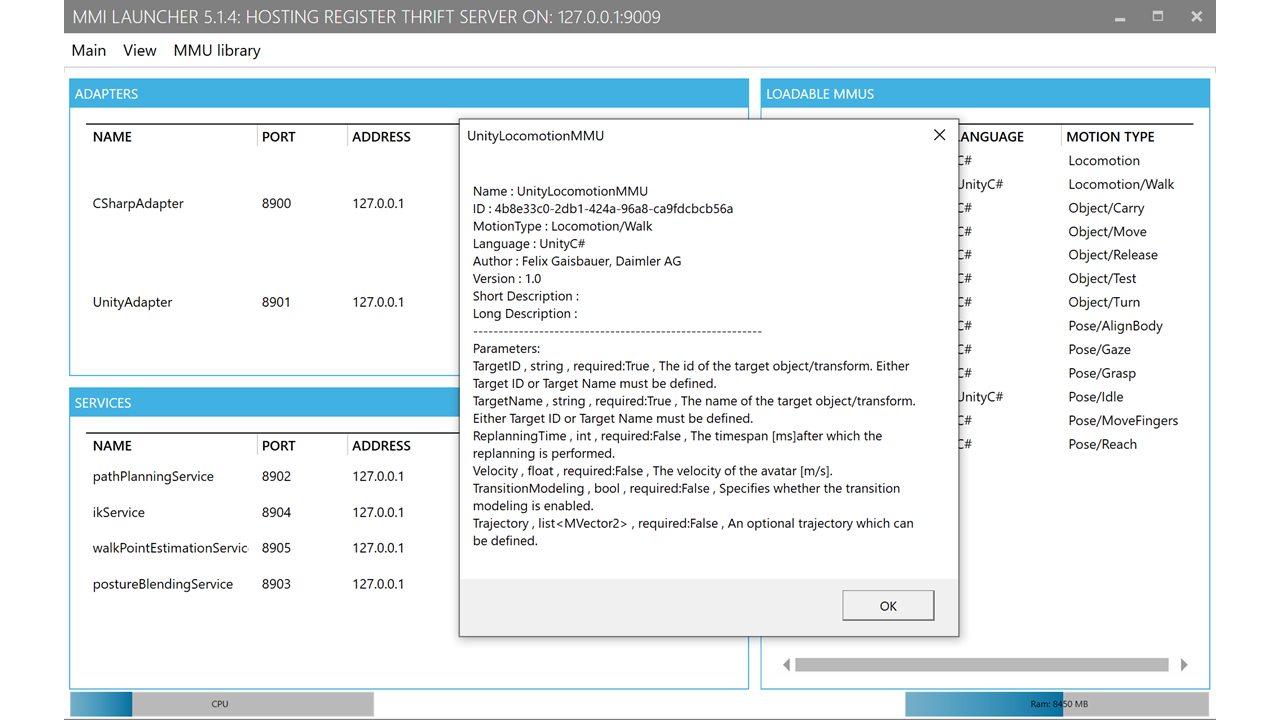 MMI LAUNCHER 5.1.4: HOSTING REGISTER THRIFT SERVER ON: 127.0.0.1:9009
Main View MMU library
ADAPTERS
NAME PORT ADDRESS
CSharpAdapter 8900 127.0.0.1
UnityAdapter 8901 127.0.0.1
SERVICES
NAME PORT ADDRESS
pathPlanningService 8902 127.0.0.1
ikService 8904 127.0.0.1
walkPointEstimationServic 8905 127.0.0.1
postureBlendingService 8903 127.0.0.1
UnityLocomotionMMU
Name : UnityLocomotionMMU
ID : 4b8e33c0-2db1-424a-96a8-ca9fdcbcb56a
MotionType : Locomotion/Walk
Language : UnityC#
Author : Felix Gaisbauer, Daimler AG
Version : 1.0
Short Description :
Long Description :
----------------------------------------------------------
Parameters:
TargetID , string , required:True , The id of the target object/transform. Either
Target ID or Target Name must be defined.
TargetName , string , required:True , The name of the target object/transform.
Either Target ID or Target Name must be defined.
ReplanningTime , int , required:False , The timespan [ms]after which the
replanning is performed.
Velocity , float , required:False , The velocity of the avatar [m/s].
TransitionModeling , bool , required:False , Specifies whether the transition
modeling is enabled.
Trajectory , list<MVector2> , required:False , An optional trajectory which can
be defined.
OK
LOADABLE MMUS
ANGUAGE MOTION TYPE
C# Locomotion
UnityC# Locomotion/Walk
C# Object/Carry
C# Object/Move
C# Object/Release
C# Object/Test
C# Object/Turn
C# Pose/AlignBody
C# Pose/Gaze
C# Pose/Grasp
UnityC# Pose/Idle
C# Pose/MoveFingers
C# Pose/Reach
CPU
Ram: 8450 MB